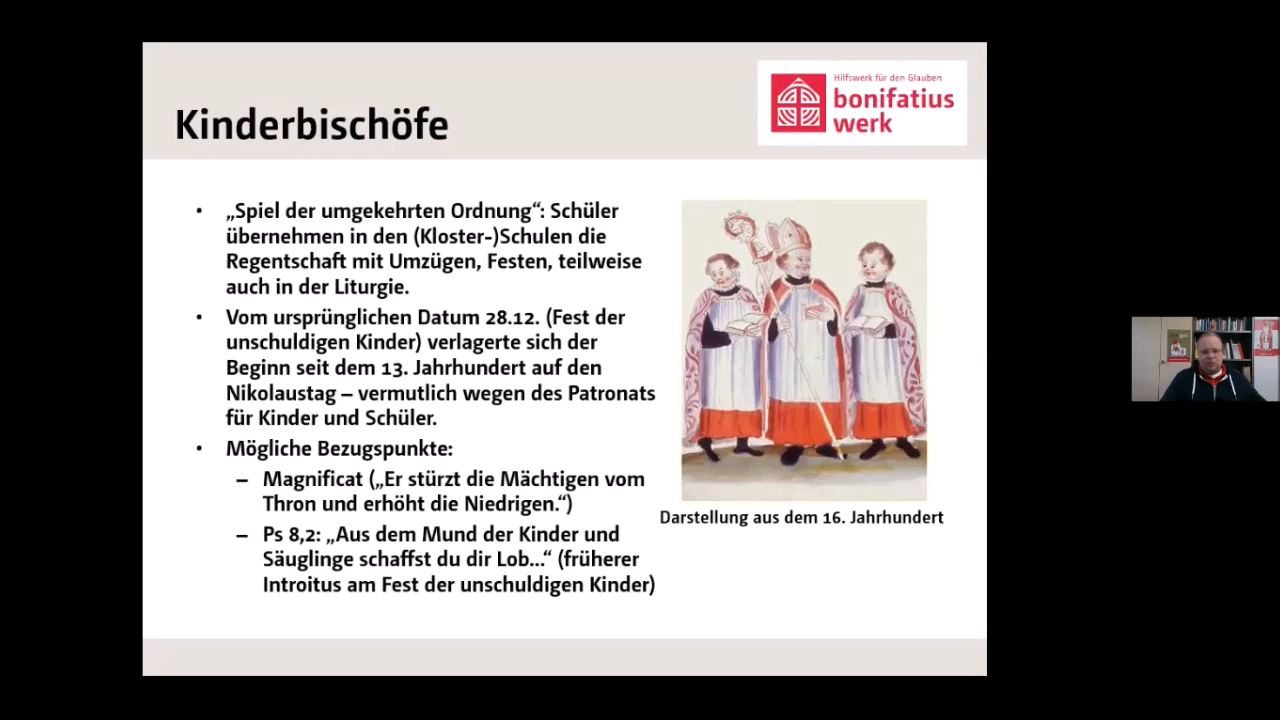 Hilfswerk für den Glauben
bonifatius
werk
Kinderbischöfe
• „Spiel der umgekehrten Ordnung“: Schüler
übernehmen in den (Kloster-)Schulen die
Regentschaft mit Umzügen, Festen, teilweise
auch in der Liturgie.
• Vom ursprünglichen Datum 28.12. (Fest der
unschuldigen Kinder) verlagerte sich der
Beginn seit dem 13. Jahrhundert auf den
Nikolaustag – vermutlich wegen des Patronats
für Kinder und Schüler.
• Mögliche Bezugspunkte:
– Magnificat („Er stürzt die Mächtigen vom
Thron und erhöht die Niedrigen.“)
– Ps 8,2: „Aus dem Mund der Kinder und
Säuglinge schaffst du dir Lob...“ (früherer
Introitus am Fest der unschuldigen Kinder)
Darstellung aus dem 16. Jahrhundert